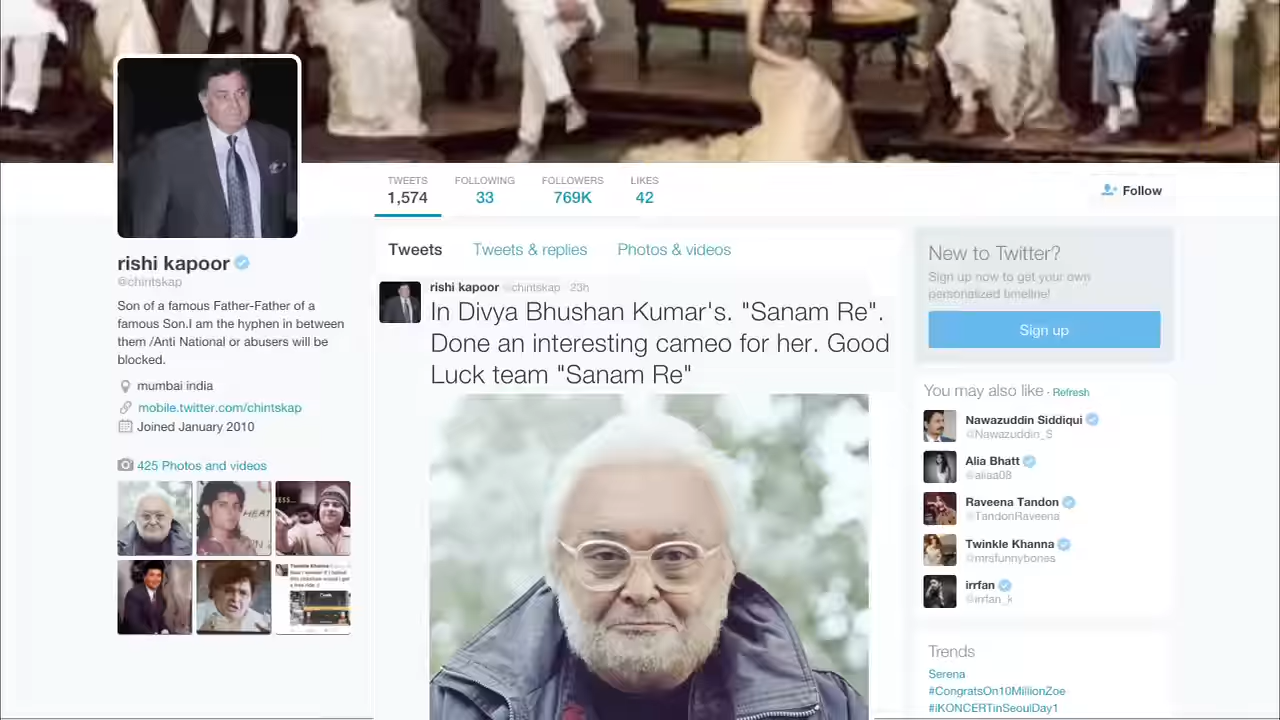 TWEETS
1,574
FOLLOWING
33
FOLLOWERS
769K
LIKES
42
Follow
rishi kapoor
@chintskap
Son of a famous Father-Father of a
famous Son.I am the hyphen in between
them /Anti National or abusers will be
blocked.
mumbai india
mobile.twitter.com/chintskap
Joined January 2010
425 Photos and videos
Tweets
Tweets & replies
Photos & videos
rishi kapoor @chintskap · 23h
In Divya Bhushan Kumar's. "Sanam Re".
Done an interesting cameo for her. Good
Luck team "Sanam Re"
New to Twitter?
Sign up now to get your own
personalized timeline!
Sign up
You may also like · Refresh
Nawazuddin Siddiqui
@Nawazuddin_S
Alia Bhatt
@aliaa08
Raveena Tandon
@TandonRaveena
Twinkle Khanna
@mrsfunnybones
irrfan
@irrfan_k
Trends
Serena
#CongratsOn10MillionZoe
#iKONCERTinSeoulDay1